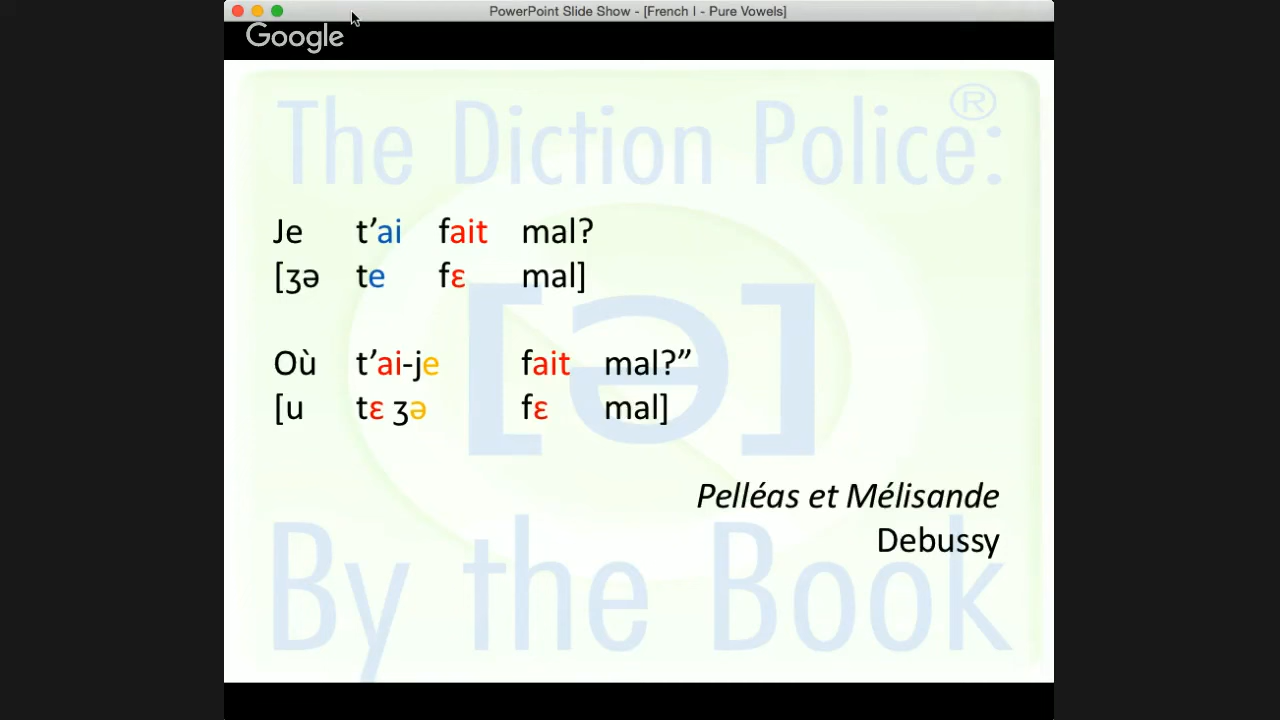 PowerPoint Slide Show - [French I - Pure Vowels]
Google
The Diction Police®:
Je t’ai fait mal?
[ʒə te fɛ mal]
[ə]
Où t’ai-je fait mal?”
[u tɛ ʒə fɛ mal]
Pelléas et Mélisande
Debussy
By the Book